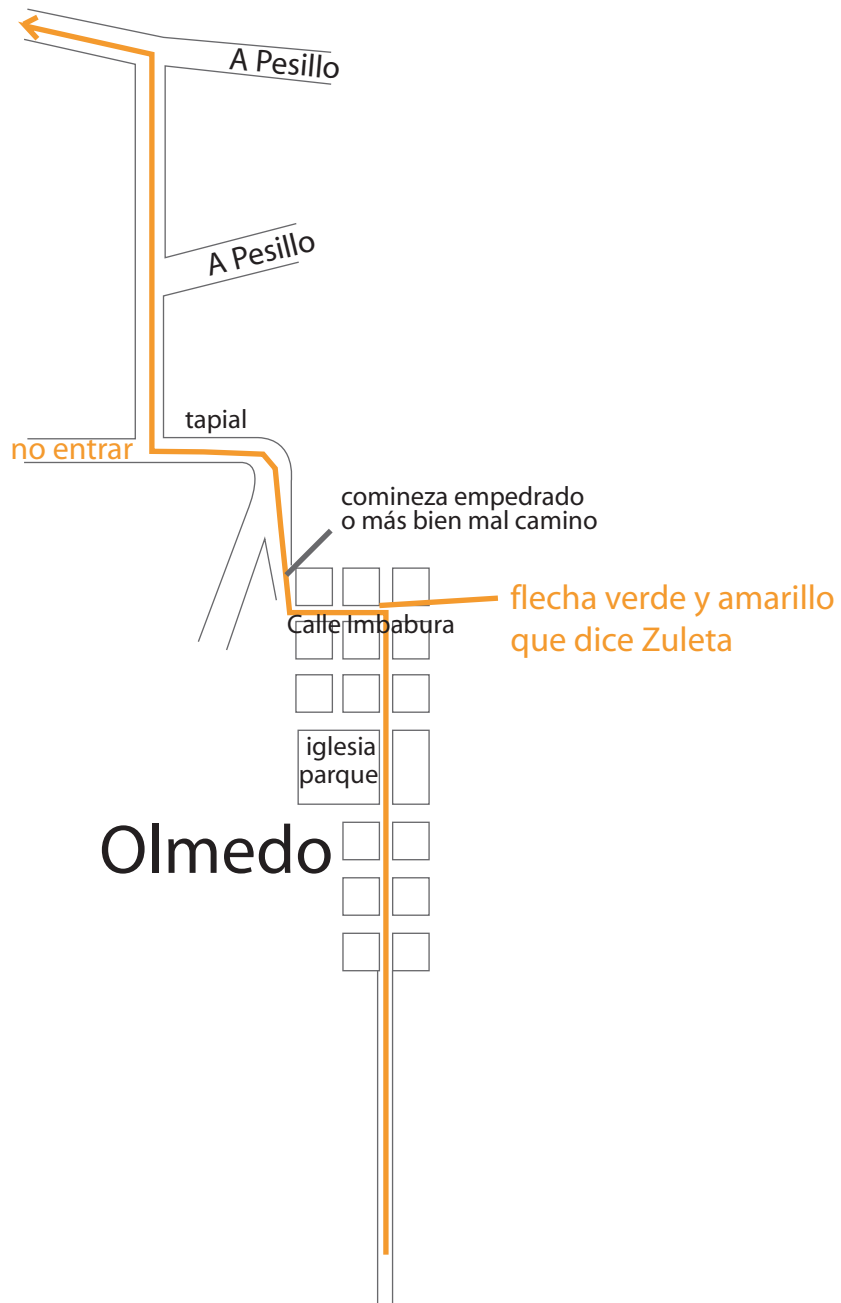 A Pesillo
A Pesillo
tapial
no entrar
comineza empedrado
o más bien mal camino
flecha verde y amarillo
que dice Zuleta
Calle Imbabura
iglesia
parque
Olmedo